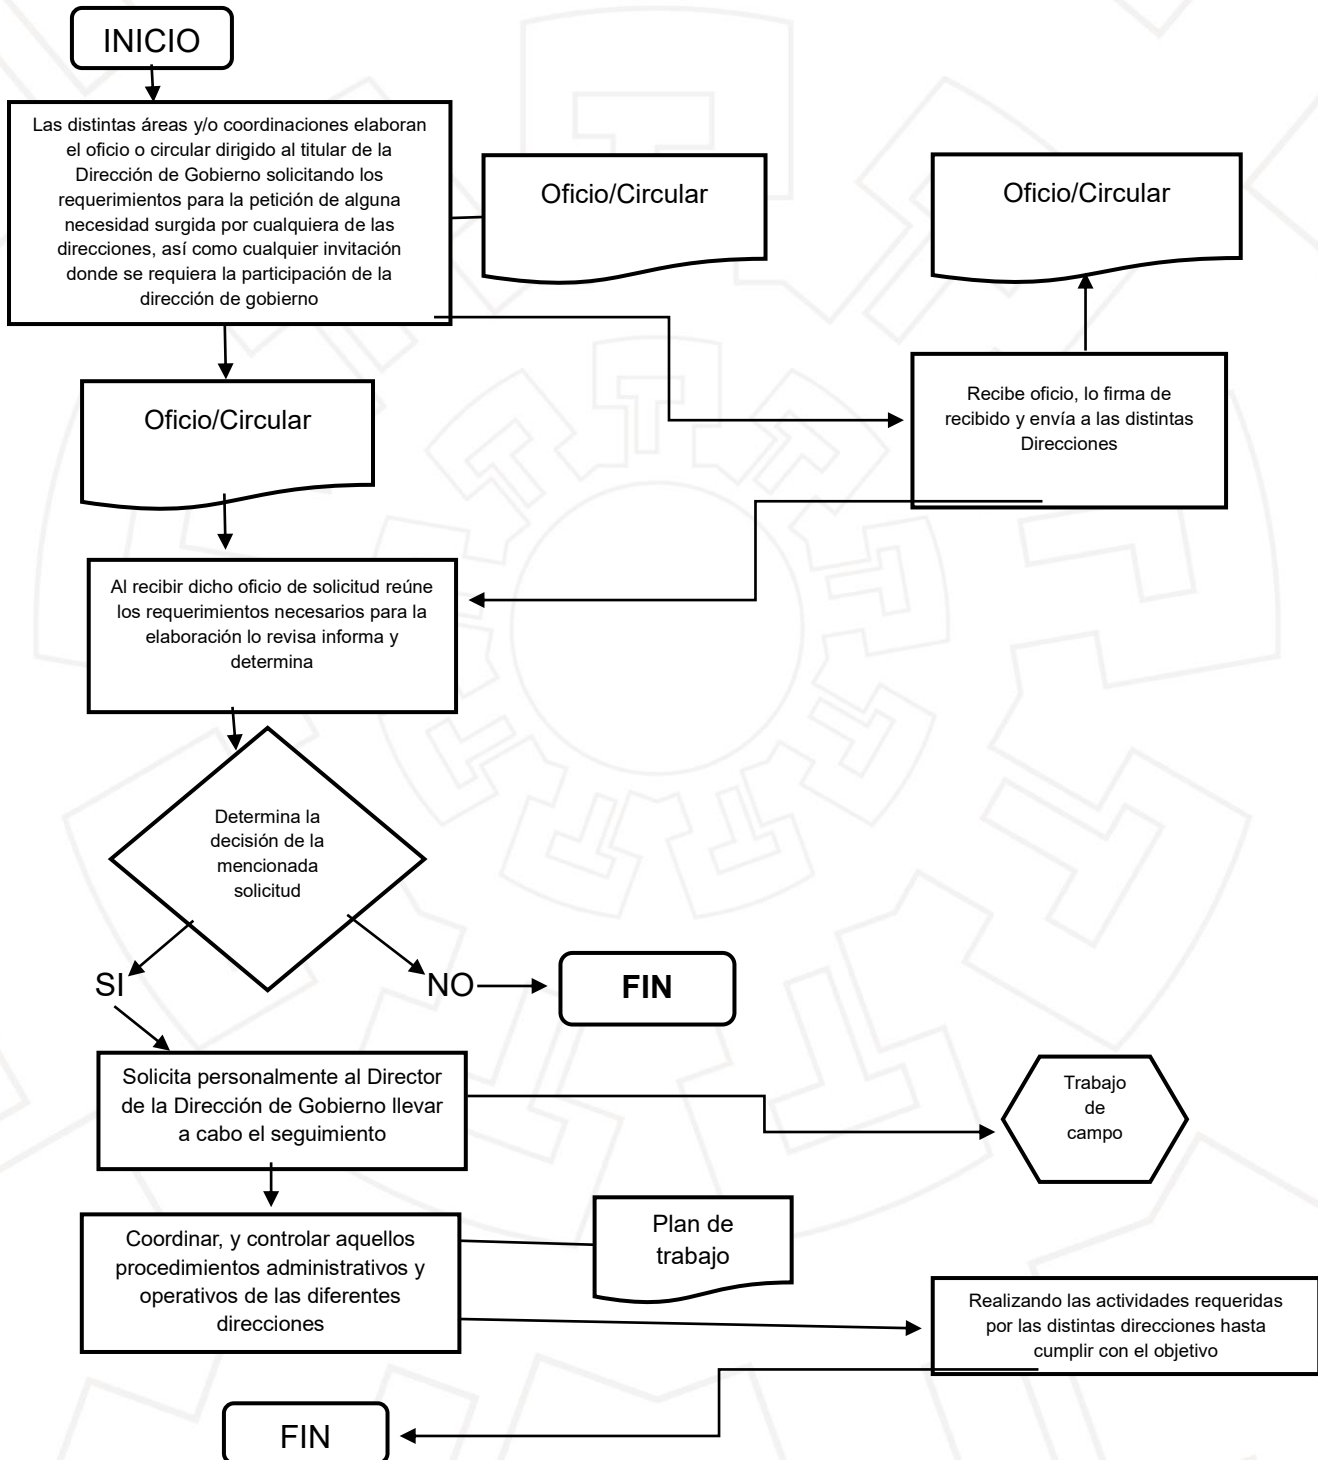 INICIO
Las distintas áreas y/o coordinaciones elaboran
el oficio o circular dirigido al titular de la
Dirección de Gobierno solicitando los
requerimientos para la petición de alguna
necesidad surgida por cualquiera de las
direcciones, así como cualquier invitación
donde se requiera la participación de la
dirección de gobierno
Oficio/Circular
Oficio/Circular
Recibe oficio, lo firma de
recibido y envía a las distintas
Direcciones
Oficio/Circular
Al recibir dicho oficio de solicitud reúne
los requerimientos necesarios para la
elaboración lo revisa informa y
determina
Determina la
decisión de la
mencionada
solicitud
SI
NO
FIN
Solicita personalmente al Director
de la Dirección de Gobierno llevar
a cabo el seguimiento
Trabajo
de
campo
Coordinar, y controlar aquellos
procedimientos administrativos y
operativos de las diferentes
direcciones
Plan de
trabajo
Realizando las actividades requeridas
por las distintas direcciones hasta
cumplir con el objetivo
FIN